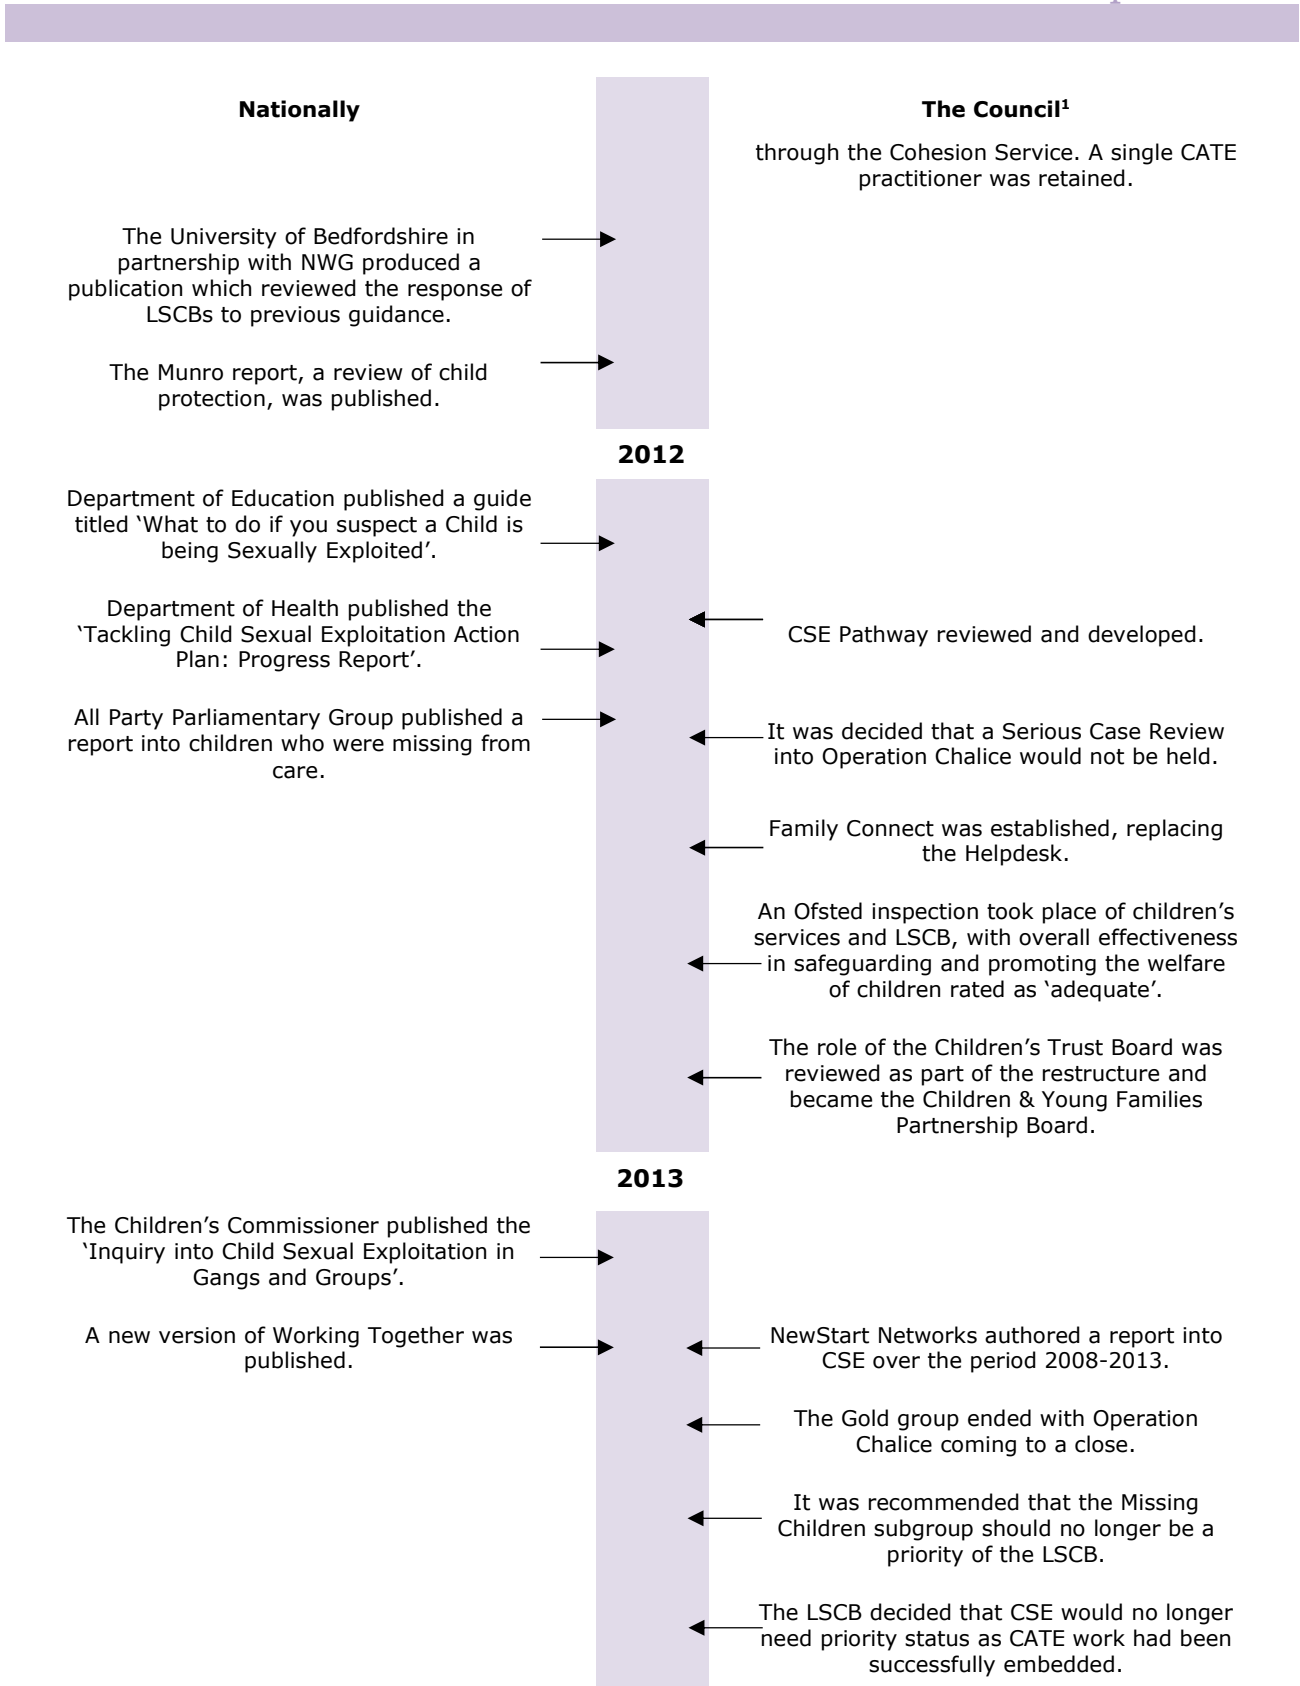 Nationally
The Council¹
through the Cohesion Service. A single CATE
practitioner was retained.
The University of Bedfordshire in
partnership with NWG produced a
publication which reviewed the response of
LSCBs to previous guidance.
The Munro report, a review of child
protection, was published.
2012
Department of Education published a guide
titled ‘What to do if you suspect a Child is
being Sexually Exploited’.
Department of Health published the
‘Tackling Child Sexual Exploitation Action
Plan: Progress Report’.
CSE Pathway reviewed and developed.
All Party Parliamentary Group published a
report into children who were missing from
care.
It was decided that a Serious Case Review
into Operation Chalice would not be held.
Family Connect was established, replacing
the Helpdesk.
An Ofsted inspection took place of children’s
services and LSCB, with overall effectiveness
in safeguarding and promoting the welfare
of children rated as ‘adequate’.
The role of the Children’s Trust Board was
reviewed as part of the restructure and
became the Children & Young Families
Partnership Board.
2013
The Children’s Commissioner published the
‘Inquiry into Child Sexual Exploitation in
Gangs and Groups’.
A new version of Working Together was
published.
NewStart Networks authored a report into
CSE over the period 2008-2013.
The Gold group ended with Operation
Chalice coming to a close.
It was recommended that the Missing
Children subgroup should no longer be a
priority of the LSCB.
The LSCB decided that CSE would no longer
need priority status as CATE work had been
successfully embedded.